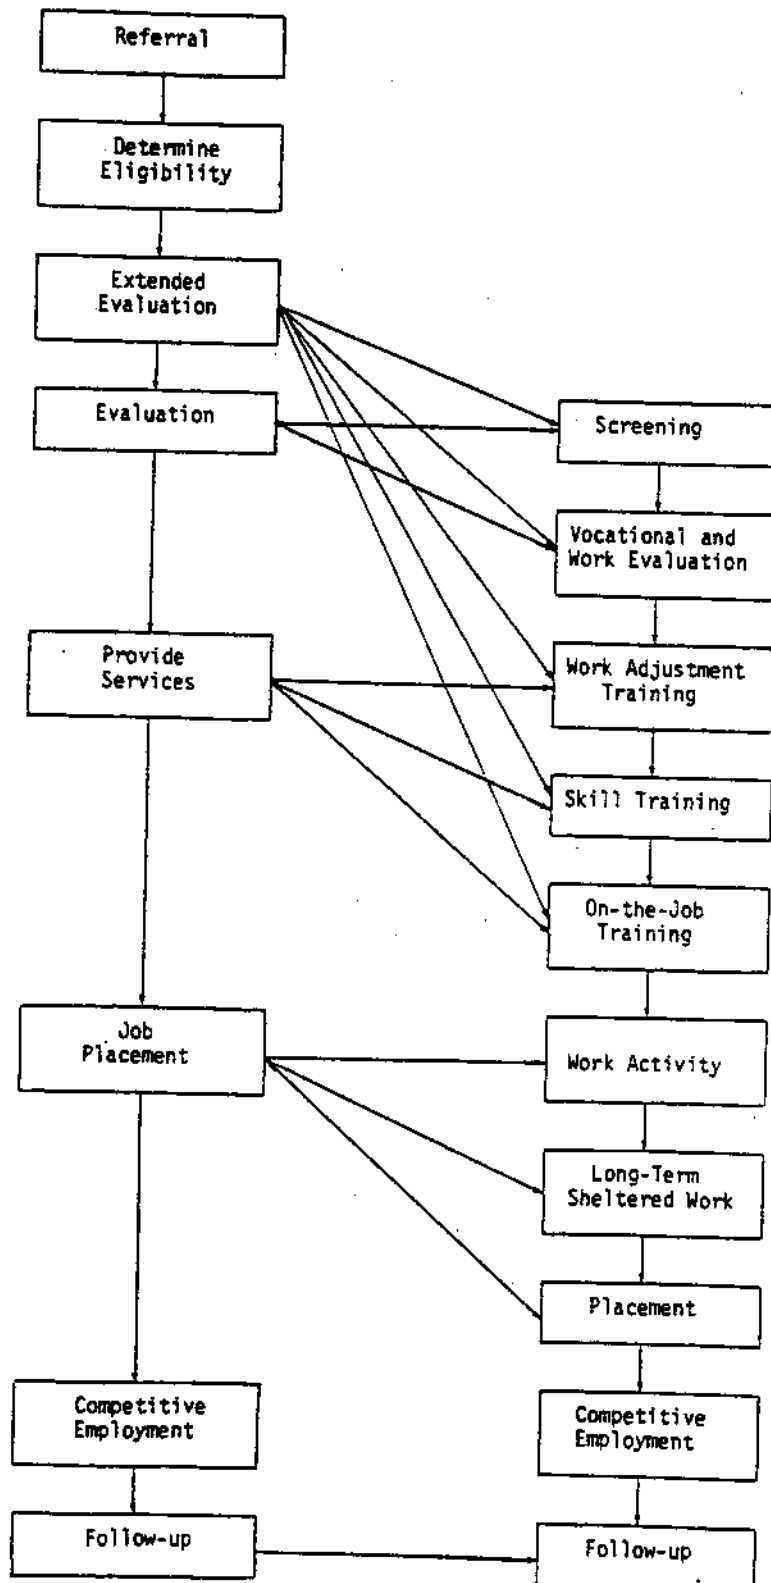 Referral
Determine
Eligibility
Extended
Evaluation
Evaluation
Provide
Services
Job
Placement
Competitive
Employment
Follow-up
Screening
Vocational and
Work Evaluation
Work Adjustment
Training
Skill Training
On-the-Job
Training
Work Activity
Long-Term
Sheltered Work
Placement
Competitive
Employment
Follow-up